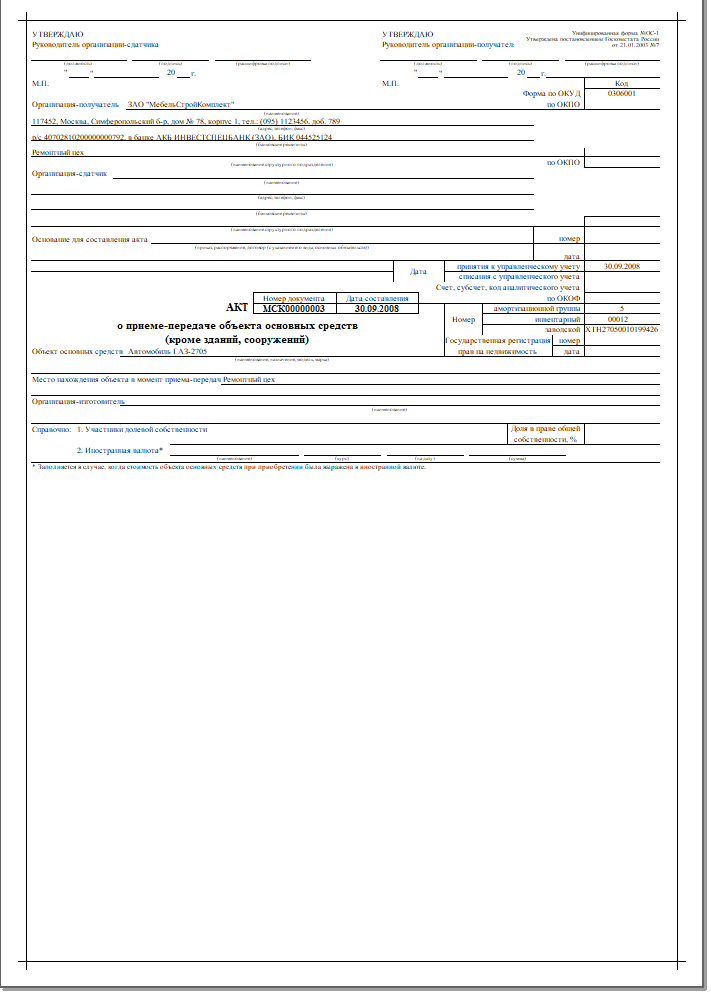 УТВЕРЖДАЮ УТВЕРЖДАЮ Унифицированная форма №ОС-1
Руководитель организации-сдатчика Руководитель организации-получател Утверждена постановлением Госкомстата России
от 21.01.2003 №7
(должность) (подпись) (расшифровка подписи) (должность) (подпись) (расшифровка подписи)
" " 20 г. " " 20 г.
М.П. М.П. Код
Форма по ОКУД 0306001
Организация-получатель ЗАО "МебельСтройКомплект" по ОКПО
(наименование)
117452, Москва, Симферопольский б-р, дом № 78, корпус 1, тел.: (095) 1123456, доб. 789
(адрес, телефон, факс)
р/с 40702810200000000792, в банке АКБ ИНВЕСТСПЕЦБАНК (ЗАО), БИК 044525124
(банковские реквизиты)
Ремонтный цех
(наименование структурного подразделения) по ОКПО
Организация-сдатчик
(наименование)
(адрес, телефон, факс)
(банковские реквизиты)
(наименование структурного подразделения)
Основание для составления акта номер
(приказ, распоряжение, договор (с указанием его вида, основных обязательств))
дата
Дата принятия к управленческому учету 30.09.2008
списания с управленческого учета
Счет, субсчет, код аналитического учета
Номер документа Дата составления по ОКОФ
АКТ МСК00000003 30.09.2008 амортизационной группы 5
Номер инвентарный 00012
о приеме-передаче объекта основных средств заводской XTH27050010199426
(кроме зданий, сооружений) Государственная регистрация номер
Объект основных средств Автомобиль ГАЗ-2705 прав на недвижимость дата
(наименование, назначение, модель, марка)
Место нахождения объекта в момент приема-передач Ремонтный цех
Организация-изготовитель
(наименование)
Справочно: 1. Участники долевой собственности Доля в праве общей
собственности, %
2. Иностранная валюта*
(наименование) (курс) (на дату) (сумма)
* Заполняется в случае, когда стоимость объекта основных средств при приобретении была выражена в иностранной валюте.